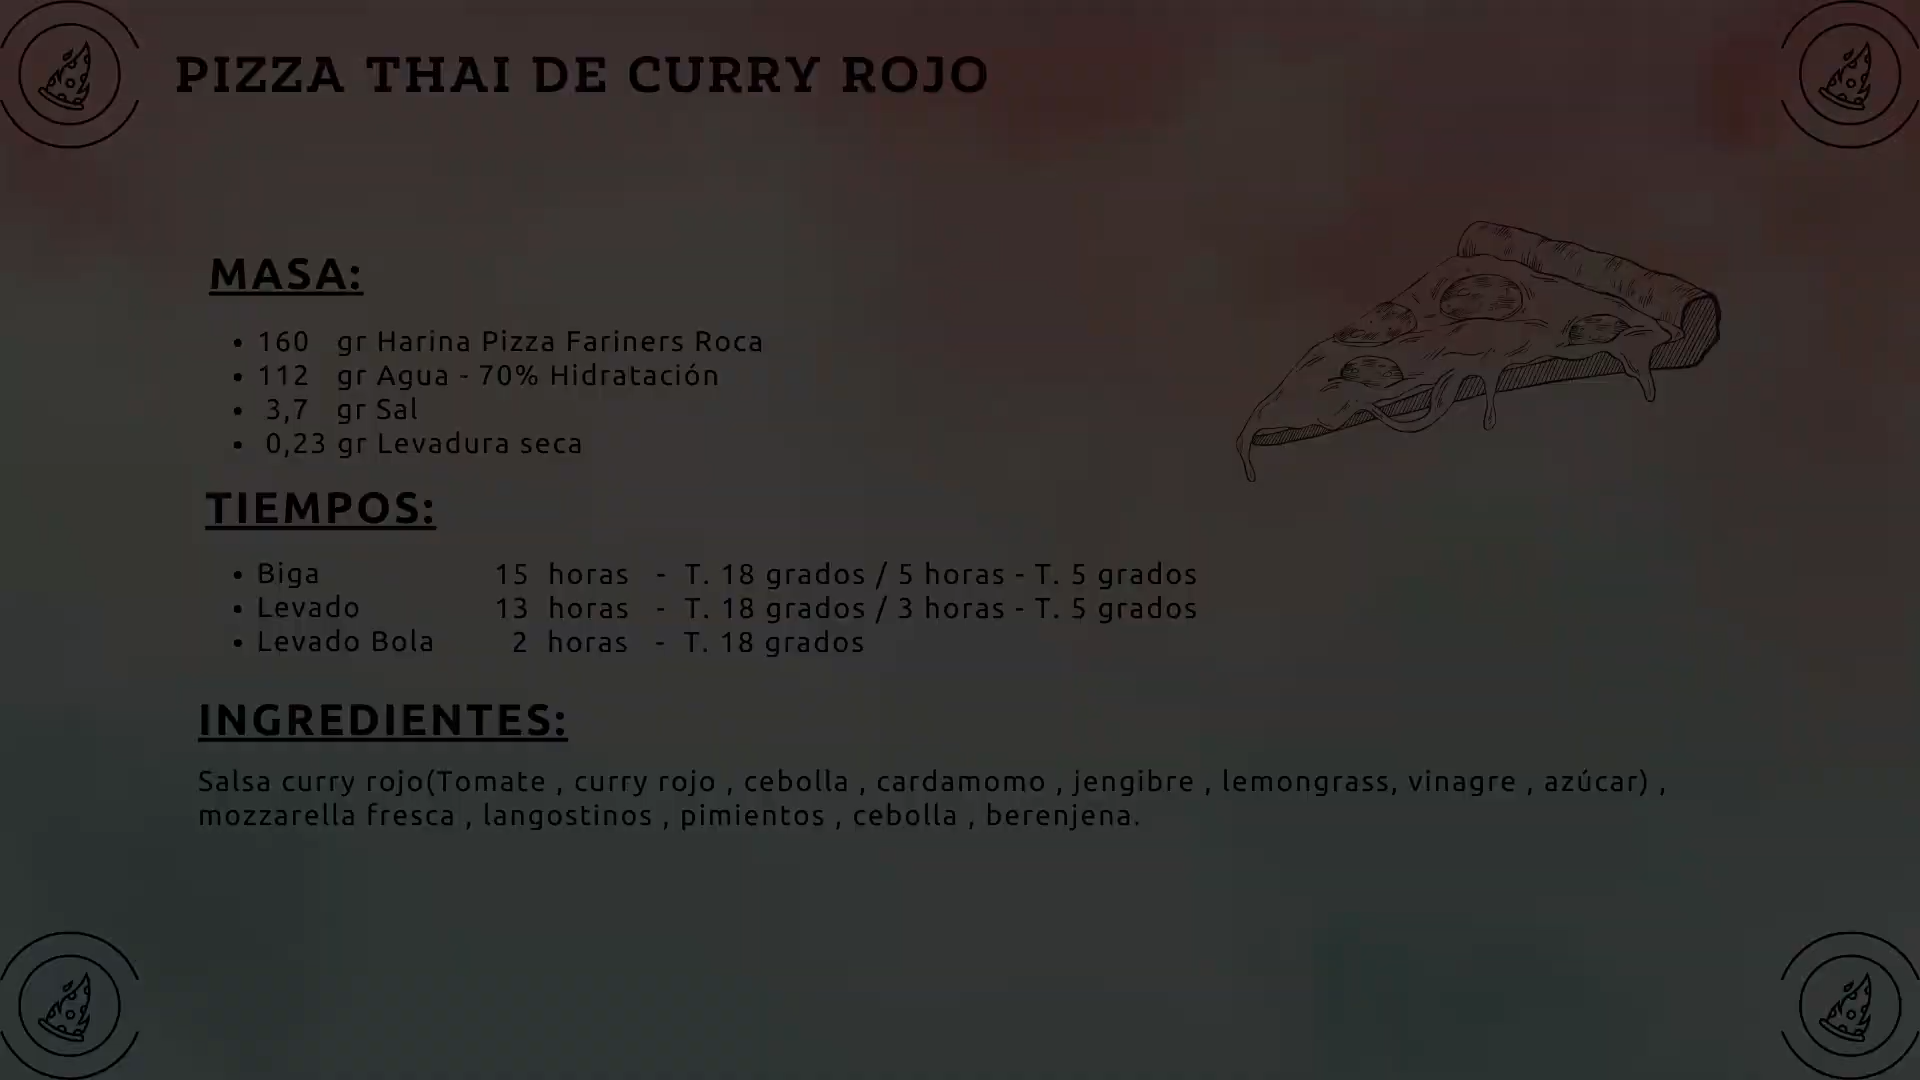 PIZZA THAI DE CURRY ROJO
MASA:
• 160 gr Harina Pizza Fariners Roca
• 112 gr Agua - 70% Hidratación
• 3,7 gr Sal
• 0,23 gr Levadura seca
TIEMPOS:
• Biga 15 horas - T. 18 grados / 5 horas - T. 5 grados
• Levado 13 horas - T. 18 grados / 3 horas - T. 5 grados
• Levado Bola 2 horas - T. 18 grados
INGREDIENTES:
Salsa curry rojo(Tomate , curry rojo , cebolla , cardamomo , jengibre , lemongrass, vinagre , azúcar) ,
mozzarella fresca , langostinos , pimientos , cebolla , berenjena.